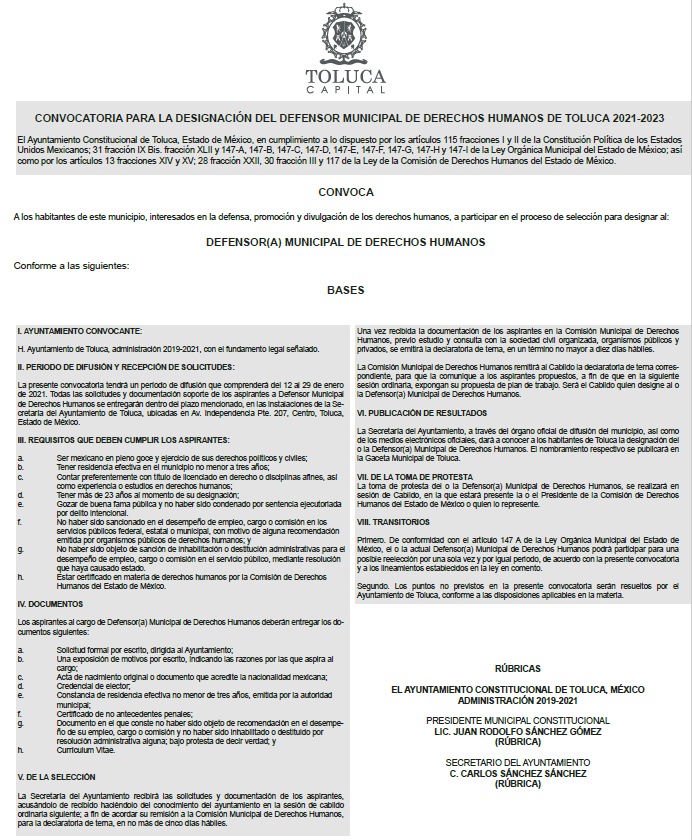 TOLUCA
CAPITAL
CONVOCATORIA PARA LA DESIGNACIÓN DEL DEFENSOR MUNICIPAL DE DERECHOS HUMANOS DE TOLUCA 2021-2023
El Ayuntamiento Constitucional de Toluca, Estado de México, en cumplimiento a lo dispuesto por los artículos 115 fracciones I y II de la Constitución Política de los Estados
Unidos Mexicanos; 31 fracción IX Bis. fracción XLII y 147-A, 147-B, 147-C, 147-D, 147-E, 147-F, 147-G, 147-H y 147-I de la Ley Orgánica Municipal del Estado de México; así
como por los artículos 13 fracciones XIV y XV; 28 fracción XXII, 30 fracción III y 117 de la Ley de la Comisión de Derechos Humanos del Estado de México.
CONVOCA
A los habitantes de este municipio, interesados en la defensa, promoción y divulgación de los derechos humanos, a participar en el proceso de selección para designar al:
DEFENSOR(A) MUNICIPAL DE DERECHOS HUMANOS
Conforme a las siguientes:
BASES
I. AYUNTAMIENTO CONVOCANTE:
H. Ayuntamiento de Toluca, administración 2019-2021, con el fundamento legal señalado.
II. PERIODO DE DIFUSIÓN Y RECEPCIÓN DE SOLICITUDES:
La presente convocatoria tendrá un periodo de difusión que comprenderá del 12 al 29 de enero
de 2021. Todas las solicitudes y documentación soporte de los aspirantes a Defensor Municipal
de Derechos Humanos se entregarán dentro del plazo mencionado, en las instalaciones de la Se-
cretaría del Ayuntamiento de Toluca, ubicadas en Av. Independencia Pte. 207, Centro, Toluca,
Estado de México.
III. REQUISITOS QUE DEBEN CUMPLIR LOS ASPIRANTES:
a. Ser mexicano en pleno goce y ejercicio de sus derechos políticos y civiles;
b. Tener residencia efectiva en el municipio no menor a tres años;
c. Contar preferentemente con título de licenciado en derecho o disciplinas afines, así
como experiencia o estudios en derechos humanos;
d. Tener más de 23 años al momento de su designación;
e. Gozar de buena fama pública y no haber sido condenado por sentencia ejecutoriada
por delito intencional.
f. No haber sido sancionado en el desempeño de empleo, cargo o comisión en los
servicios públicos federal, estatal o municipal, con motivo de alguna recomendación
emitida por organismos públicos de derechos humanos; y
g. No haber sido objeto de sanción de inhabilitación o destitución administrativas para el
desempeño de empleo, cargo o comisión en el servicio público, mediante resolución
que haya causado estado.
h. Estar certificado en materia de derechos humanos por la Comisión de Derechos
Humanos del Estado de México.
IV. DOCUMENTOS
Los aspirantes al cargo de Defensor(a) Municipal de Derechos Humanos deberán entregar los do-
cumentos siguientes:
a. Solicitud formal por escrito, dirigida al Ayuntamiento;
b. Una exposición de motivos por escrito, indicando las razones por las que aspira al
cargo;
c. Acta de nacimiento original o documento que acredite la nacionalidad mexicana;
d. Credencial de elector;
e. Constancia de residencia efectiva no menor de tres años, emitida por la autoridad
municipal;
f. Certificado de no antecedentes penales;
g. Documento en el que conste no haber sido objeto de recomendación en el desempe-
ño de su empleo, cargo o comisión y no haber sido inhabilitado o destituido por
resolución administrativa alguna; bajo protesta de decir verdad; y
h. Curriculum Vitae.
V. DE LA SELECCIÓN
La Secretaría del Ayuntamiento recibirá las solicitudes y documentación de los aspirantes,
acusándolo de recibido haciéndolo del conocimiento del ayuntamiento en la sesión de cabildo
ordinaria siguiente; a fin de acordar su remisión a la Comisión Municipal de Derechos Humanos,
para la declaratoria de terna, en no más de cinco días hábiles.
Una vez recibida la documentación de los aspirantes en la Comisión Municipal de Derechos
Humanos, previo estudio y consulta con la sociedad civil organizada, organismos públicos y
privados, se emitirá la declaratoria de terna, en un término no mayor a diez días hábiles.
La Comisión Municipal de Derechos Humanos remitirá al Cabildo la declaratoria de terna corres-
pondiente, para que la comunique a los aspirantes propuestos, a fin de que en la siguiente
sesión ordinaria, expongan su propuesta de plan de trabajo. Será el Cabildo quien designe al o
la Defensor(a) Municipal de Derechos Humanos.
VI. PUBLICACIÓN DE RESULTADOS
La Secretaría del Ayuntamiento, a través del órgano oficial de difusión del municipio, así como
de los medios electrónicos oficiales, dará a conocer a los habitantes de Toluca la designación del
o la Defensor(a) Municipal de Derechos Humanos. El nombramiento respectivo se publicará en
la Gaceta Municipal de Toluca.
VII. DE LA TOMA DE PROTESTA
La toma de protesta del o la Defensor(a) Municipal de Derechos Humanos, se realizará en
sesión de Cabildo, en la que estará presente la o el Presidente de la Comisión de Derechos
Humanos del Estado de México o quien lo represente.
VIII. TRANSITORIOS
Primero. De conformidad con el artículo 147 A de la Ley Orgánica Municipal del Estado de
México, el o la actual Defensor(a) Municipal de Derechos Humanos podrá participar para una
posible reelección por una sola vez y por igual periodo, de acuerdo con la presente convocatoria
y a los lineamientos establecidos en la ley en comento.
Segundo. Los puntos no previstos en la presente convocatoria serán resueltos por el
Ayuntamiento de Toluca, conforme a las disposiciones aplicables en la materia.
RÚBRICAS
EL AYUNTAMIENTO CONSTITUCIONAL DE TOLUCA, MÉXICO
ADMINISTRACIÓN 2019-2021
PRESIDENTE MUNICIPAL CONSTITUCIONAL
LIC. JUAN RODOLFO SÁNCHEZ GÓMEZ
(RÚBRICA)
SECRETARIO DEL AYUNTAMIENTO
C. CARLOS SÁNCHEZ SÁNCHEZ
(RÚBRICA)